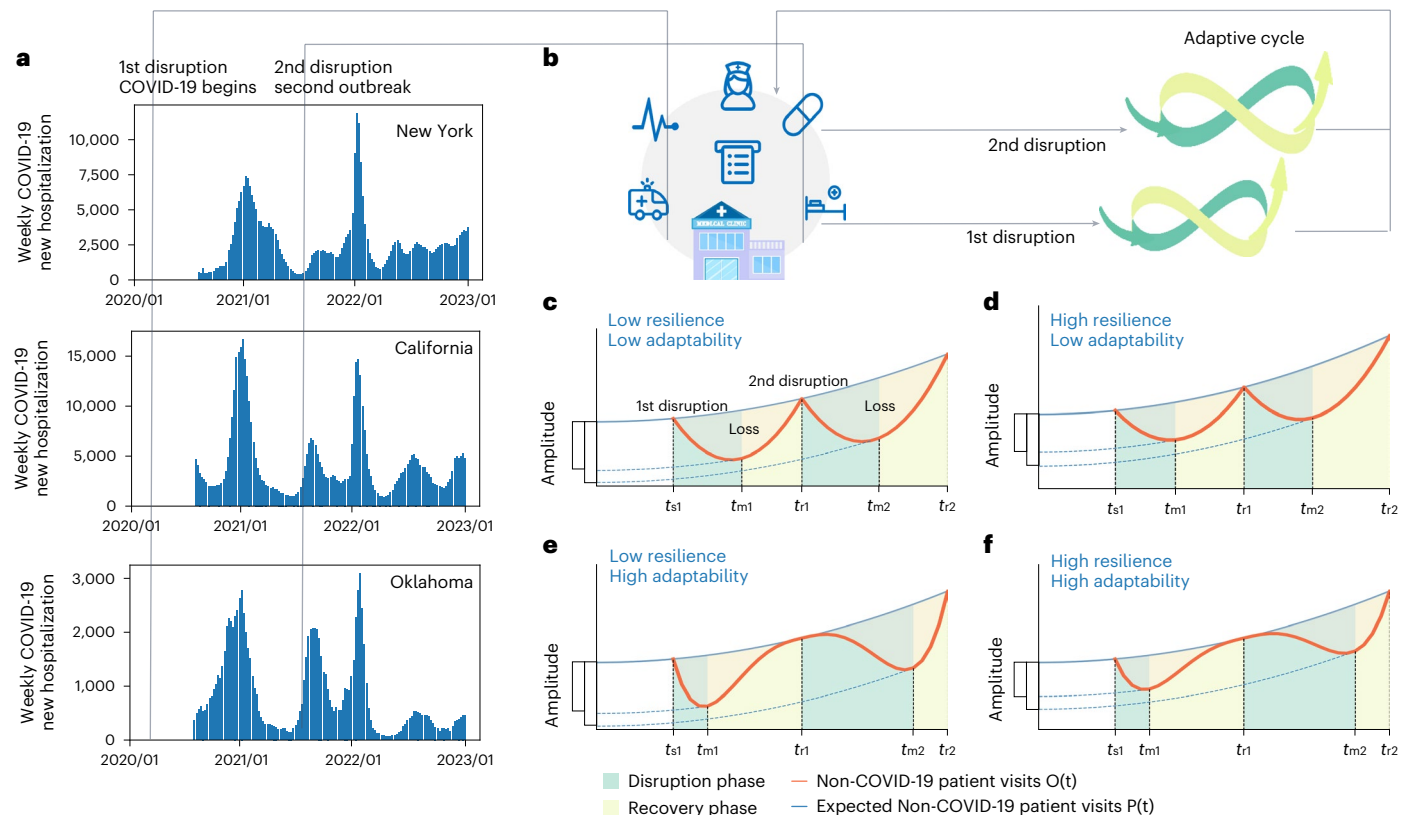 a
1st disruption
COVID-19 begins
2nd disruption
second outbreak
Weekly COVID-19
new hospitalization
New York
10,000
7,500
5,000
2,500
0
2020/01
2021/01
2022/01
2023/01
Weekly COVID-19
new hospitalization
California
15,000
10,000
5,000
0
2020/01
2021/01
2022/01
2023/01
Weekly COVID-19
new hospitalization
Oklahoma
3,000
2,000
1,000
0
2020/01
2021/01
2022/01
2023/01
b
MEDICAL CLINIC
Adaptive cycle
2nd disruption
1st disruption
c
Low resilience
Low adaptability
Amplitude
1st disruption
2nd disruption
Loss
Loss
ts1
tm1
tr1
tm2
tr2
d
High resilience
Low adaptability
Amplitude
ts1
tm1
tr1
tm2
tr2
e
Low resilience
High adaptability
Amplitude
ts1
tm1
tr1
tm2
tr2
f
High resilience
High adaptability
Amplitude
ts1
tm1
tr1
tm2
tr2
Disruption phase
Non-COVID-19 patient visits O(t)
Recovery phase
Expected Non-COVID-19 patient visits P(t)